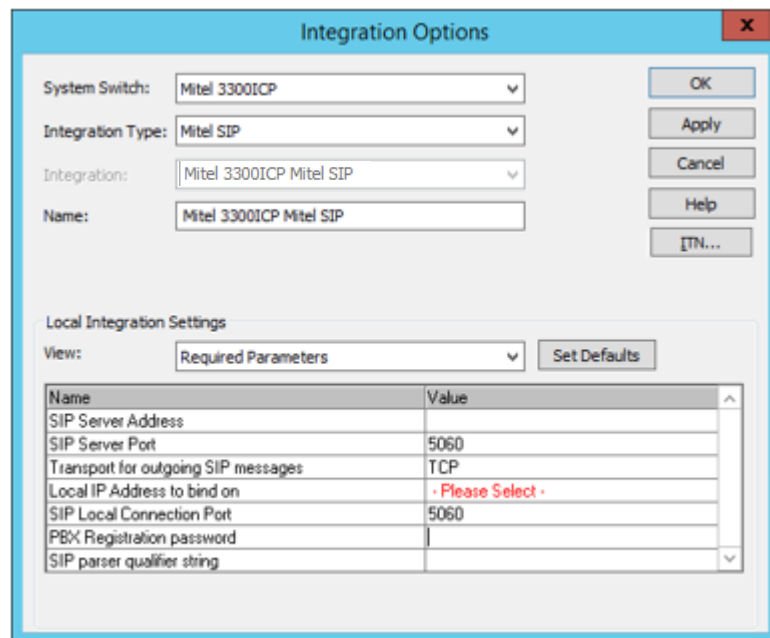 Integration Options
x
System Switch: Mitel 3300ICP OK
Integration Type: Mitel SIP Apply
Integration: Mitel 3300ICP Mitel SIP Cancel
Name: Mitel 3300ICP Mitel SIP Help
ITN...
Local Integration Settings
View: Required Parameters Set Defaults
Name Value
SIP Server Address
SIP Server Port 5060
Transport for outgoing SIP messages TCP
Local IP Address to bind on - Please Select -
SIP Local Connection Port 5060
PBX Registration password
SIP parser qualifier string